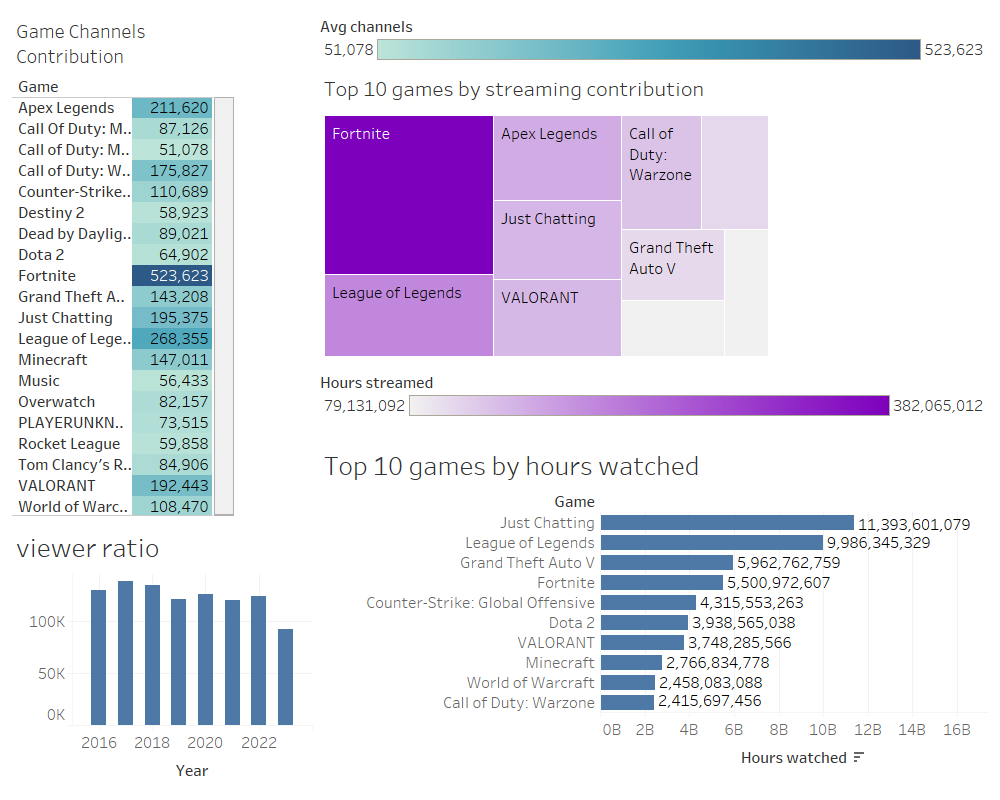 Game Channels
Contribution
Game
Apex Legends 211,620
Call Of Duty: M.. 87,126
Call of Duty: M.. 51,078
Call of Duty: W.. 175,827
Counter-Strike.. 110,689
Destiny 2 58,923
Dead by Daylig.. 89,021
Dota 2 64,902
Fortnite 523,623
Grand Theft A.. 143,208
Just Chatting 195,375
League of Lege.. 268,355
Minecraft 147,011
Music 56,433
Overwatch 82,157
PLAYERUNKN.. 73,515
Rocket League 59,858
Tom Clancy's R.. 84,906
VALORANT 192,443
World of Warc.. 108,470
viewer ratio
100K
50K
0K
2016 2018 2020 2022
Year
Avg channels
51,078 523,623
Top 10 games by streaming contribution
Fortnite
League of Legends
Apex Legends
Just Chatting
VALORANT
Call of
Duty:
Warzone
Grand Theft
Auto V
Hours streamed
79,131,092 382,065,012
Top 10 games by hours watched
Game
Just Chatting 11,393,601,079
League of Legends 9,986,345,329
Grand Theft Auto V 5,962,762,759
Fortnite 5,500,972,607
Counter-Strike: Global Offensive 4,315,553,263
Dota 2 3,938,565,038
VALORANT 3,748,285,566
Minecraft 2,766,834,778
World of Warcraft 2,458,083,088
Call of Duty: Warzone 2,415,697,456
0B 2B 4B 6B 8B 10B 12B 14B 16B
Hours watched